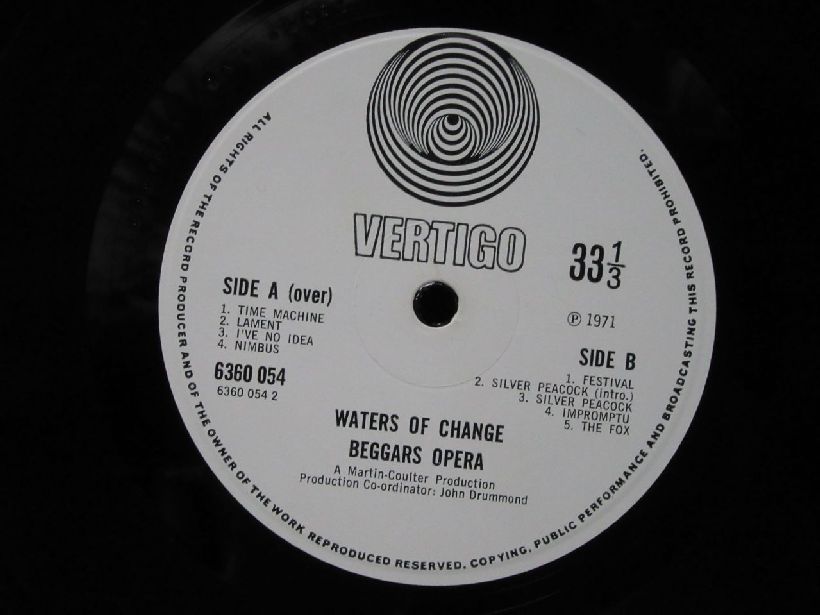 VERTIGO
33 1/3
SIDE A (over)
1. TIME MACHINE
2. LAMENT
3. I'VE NO IDEA
4. NIMBUS
6360 054
6360 054 2
℗ 1971
SIDE B
1. FESTIVAL
2. SILVER PEACOCK (intro.)
3. SILVER PEACOCK
4. IMPROMPTU
5. THE FOX
WATERS OF CHANGE
BEGGARS OPERA
A Martin-Coulter Production
Production Co-ordinator: John Drummond
ALL RIGHTS OF THE RECORD PRODUCER AND OF THE OWNER OF THE WORK REPRODUCED RESERVED. COPYING, PUBLIC PERFORMANCE AND BROADCASTING THIS RECORD PROHIBITED.